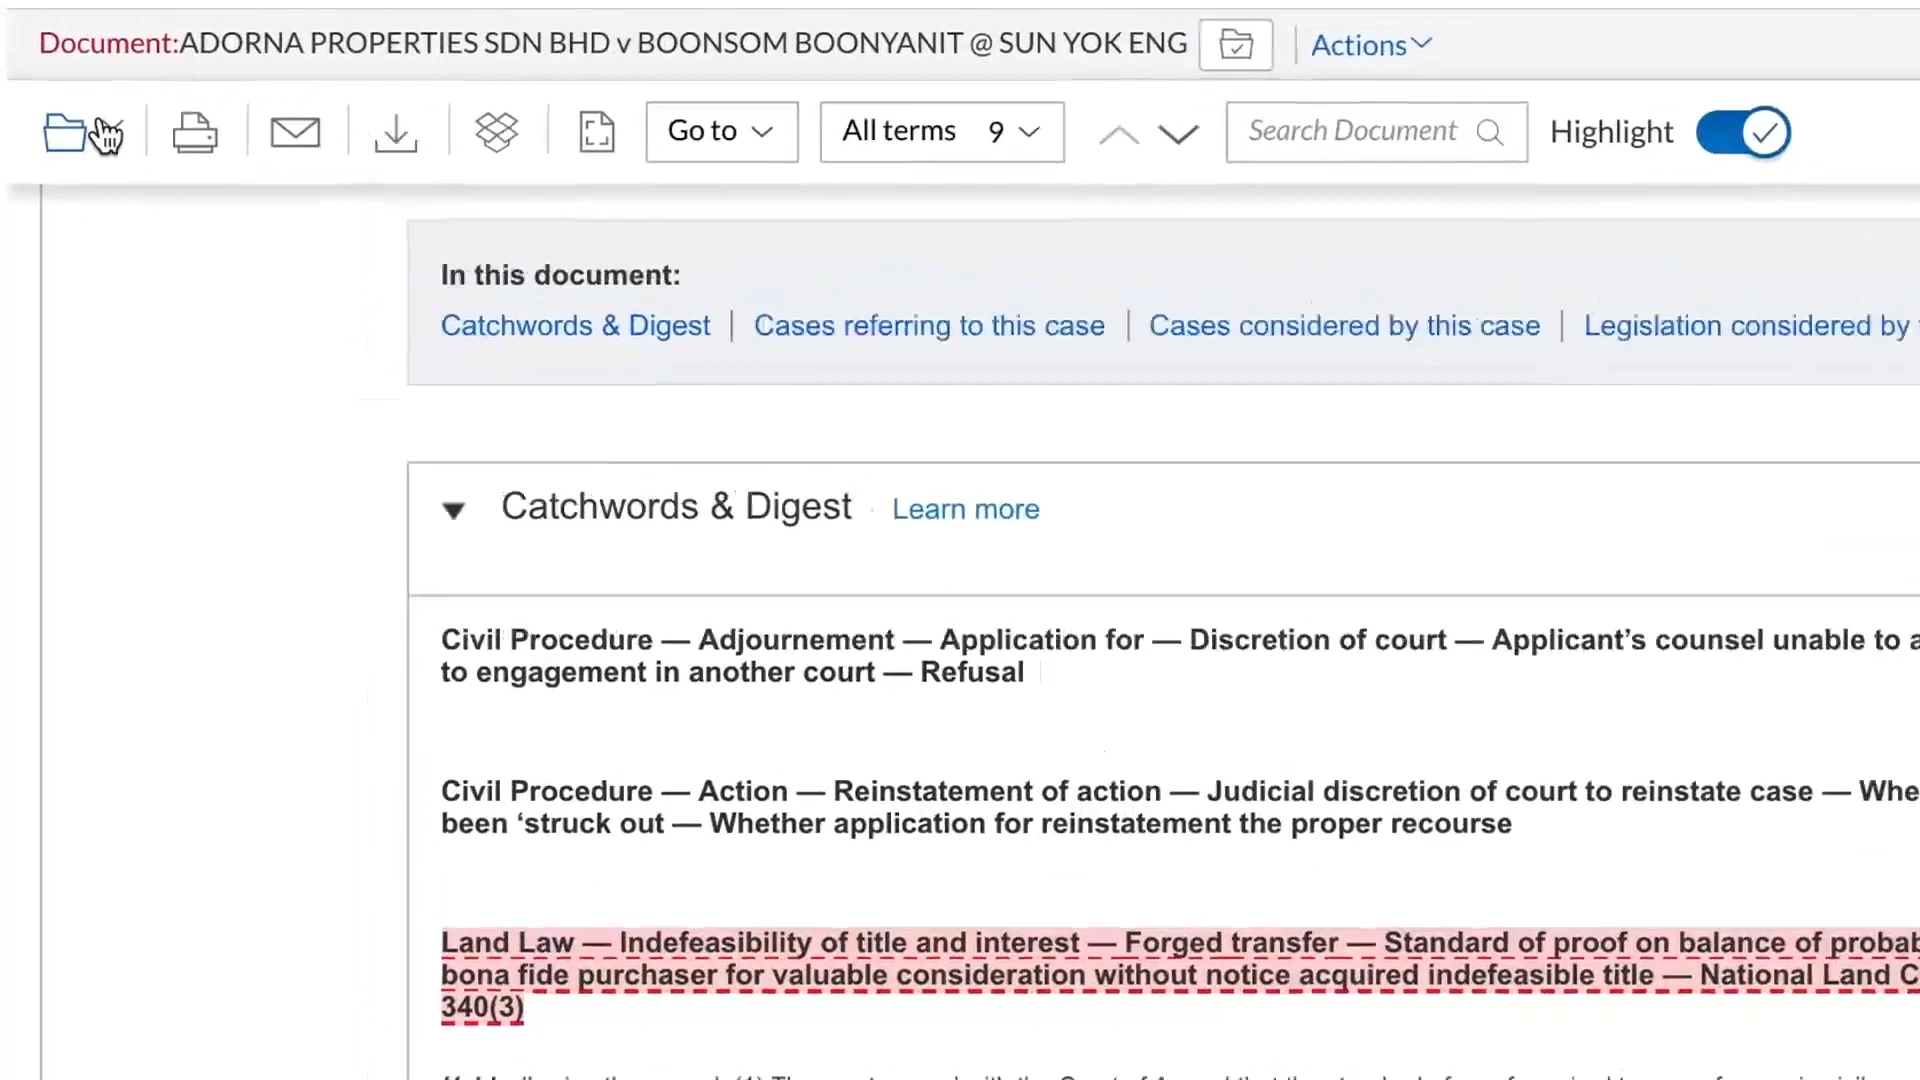 Document:ADORNA PROPERTIES SDN BHD v BOONSOM BOONYANIT @ SUN YOK ENG Actions
Go to All terms 9 Search Document Highlight
In this document:
Catchwords & Digest | Cases referring to this case | Cases considered by this case | Legislation considered by
Catchwords & Digest Learn more
Civil Procedure — Adjournement — Application for — Discretion of court — Applicant’s counsel unable to
to engagement in another court — Refusal
Civil Procedure — Action — Reinstatement of action — Judicial discretion of court to reinstate case —
been ‘struck out — Whether application for reinstatement the proper recourse
Land Law — Indefeasibility of title and interest — Forged transfer — Standard of proof on balance of
bona fide purchaser for valuable consideration without notice acquired indefeasible title — National Land
340(3)